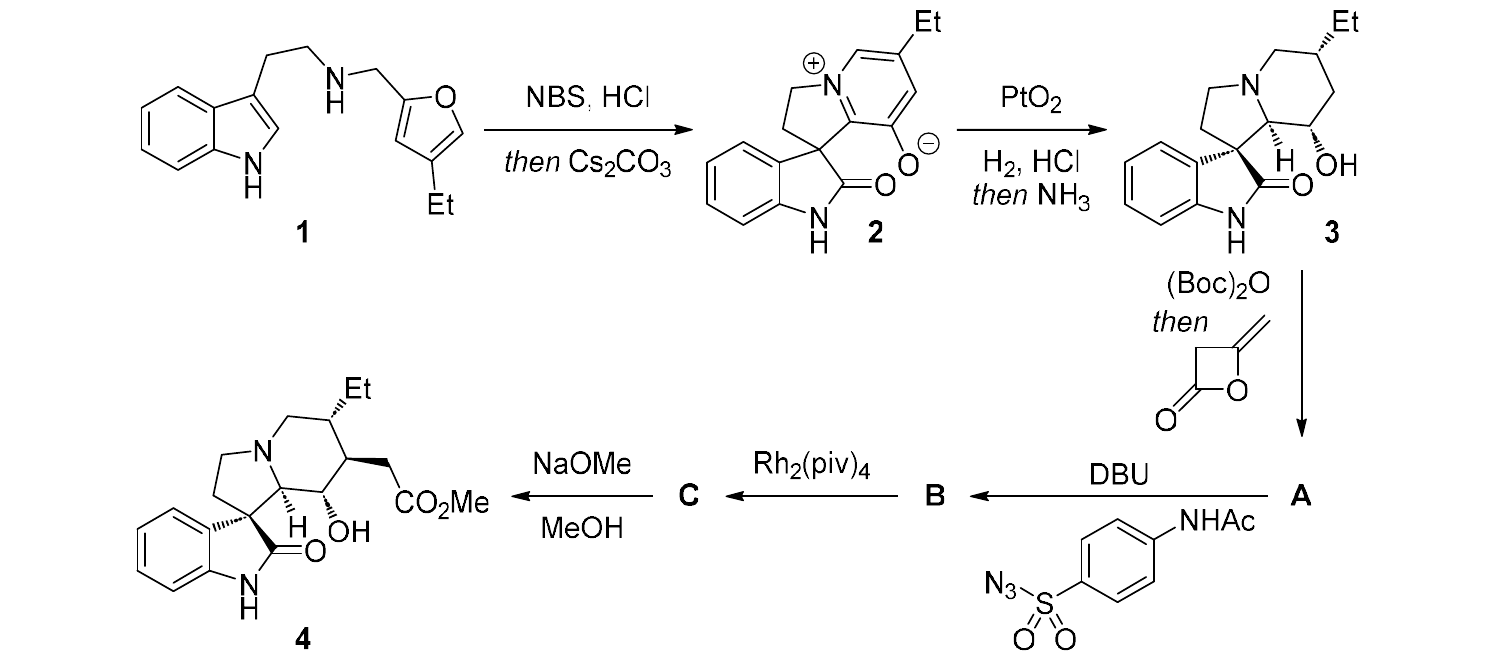 Et
NBS, HCl
then Cs2CO3
PtO2
H2, HCl
then NH3
N
H
O
N
H
Et
1
N
⊕
O
⊖
O
N
H
2
Et
N
H
OH
O
N
H
3
(Boc)2O
then
O
O
Et
N
CO2Me
H
OH
O
N
H
4
NaOMe
MeOH
C
Rh2(piv)4
B
DBU
A
NHAc
N3
S
O
O